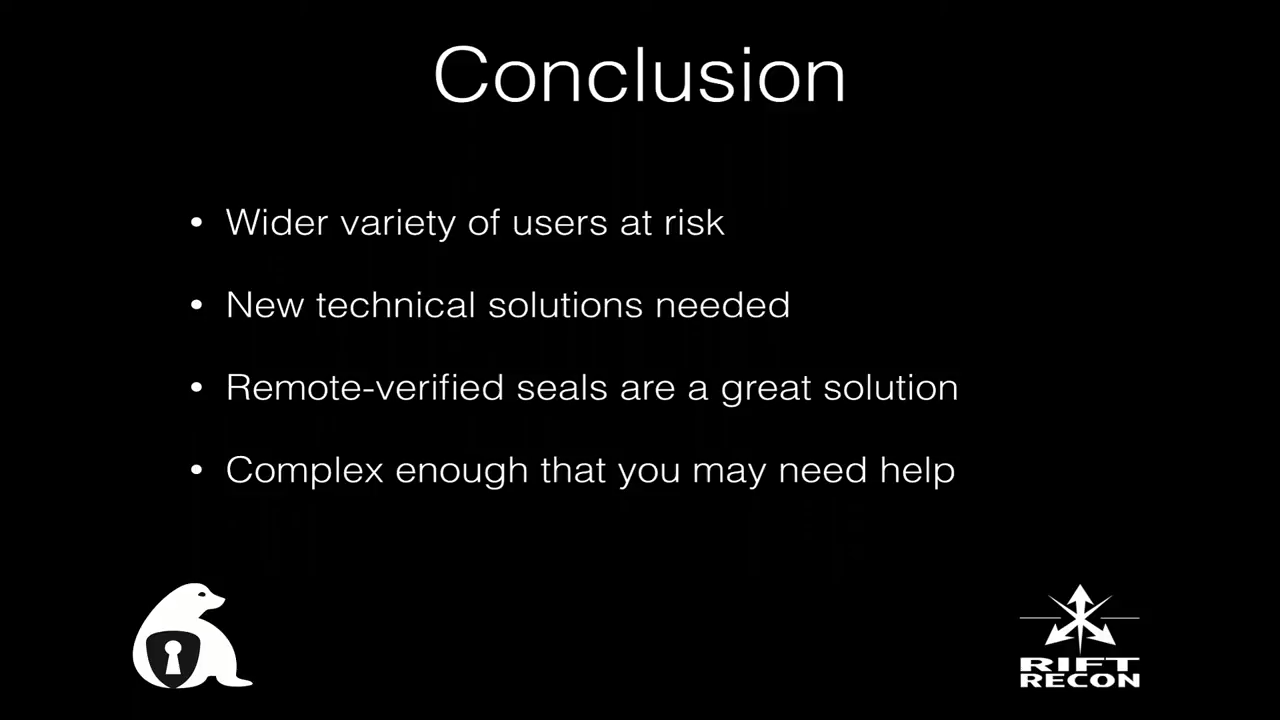 Conclusion
• Wider variety of users at risk
• New technical solutions needed
• Remote-verified seals are a great solution
• Complex enough that you may need help
RIFT
RECON